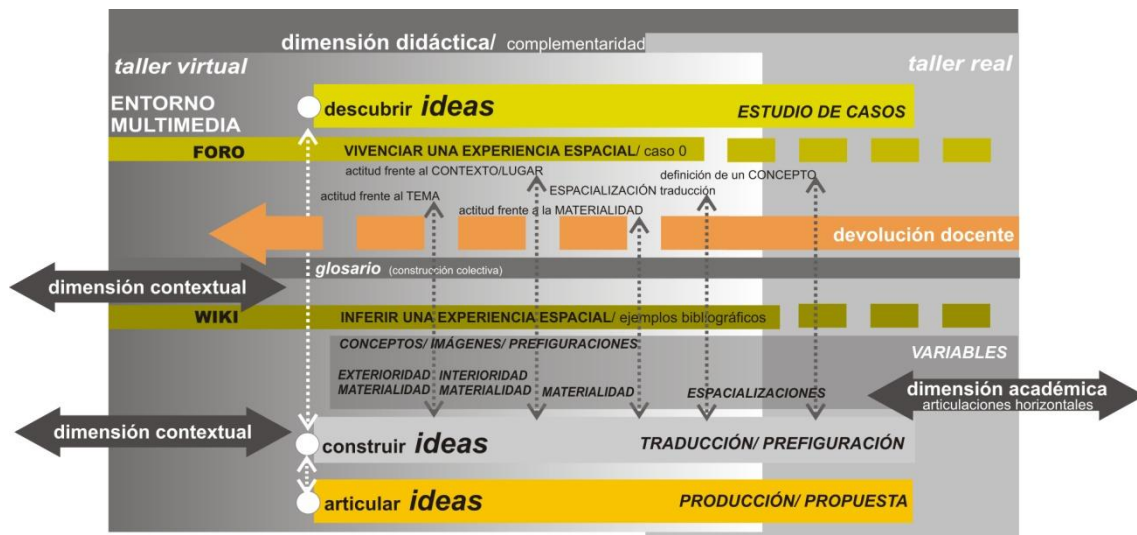 dimensión didáctica/ complementaridad
taller virtual
taller real
ENTORNO
MULTIMEDIA
descubrir ideas
ESTUDIO DE CASOS
FORO
VIVENCIAR UNA EXPERIENCIA ESPACIAL/ caso 0
actitud frente al CONTEXTO/LUGAR
definición de un CONCEPTO
ESPACIALIZACIÓN traducción
actitud frente al TEMA
actitud frente a la MATERIALIDAD
devolución docente
glosario (construcción colectiva)
dimensión contextual
WIKI
INFERIR UNA EXPERIENCIA ESPACIAL/ ejemplos bibliográficos
CONCEPTOS/ IMÁGENES/ PREFIGURACIONES
VARIABLES
EXTERIORIDAD INTERIORIDAD
MATERIALIDAD MATERIALIDAD MATERIALIDAD ESPACIALIZACIONES
dimensión académica
articulaciones horizontales
dimensión contextual
construir ideas
TRADUCCIÓN/ PREFIGURACIÓN
articular ideas
PRODUCCIÓN/ PROPUESTA